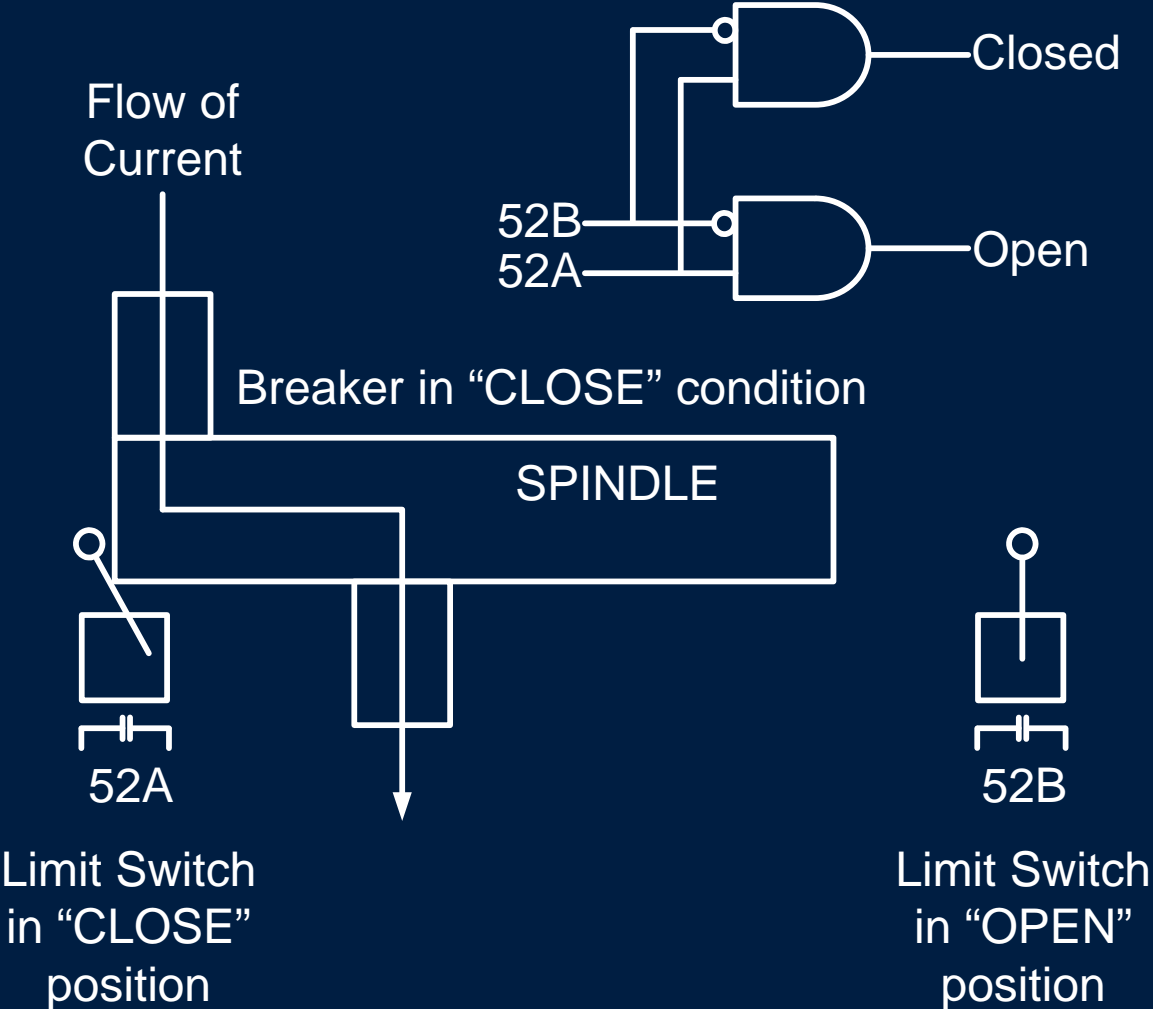 Closed
Flow of
Current
52B
52A
Open
Breaker in “CLOSE” condition
SPINDLE
52A
52B
Limit Switch
in “CLOSE”
position
Limit Switch
in “OPEN”
position